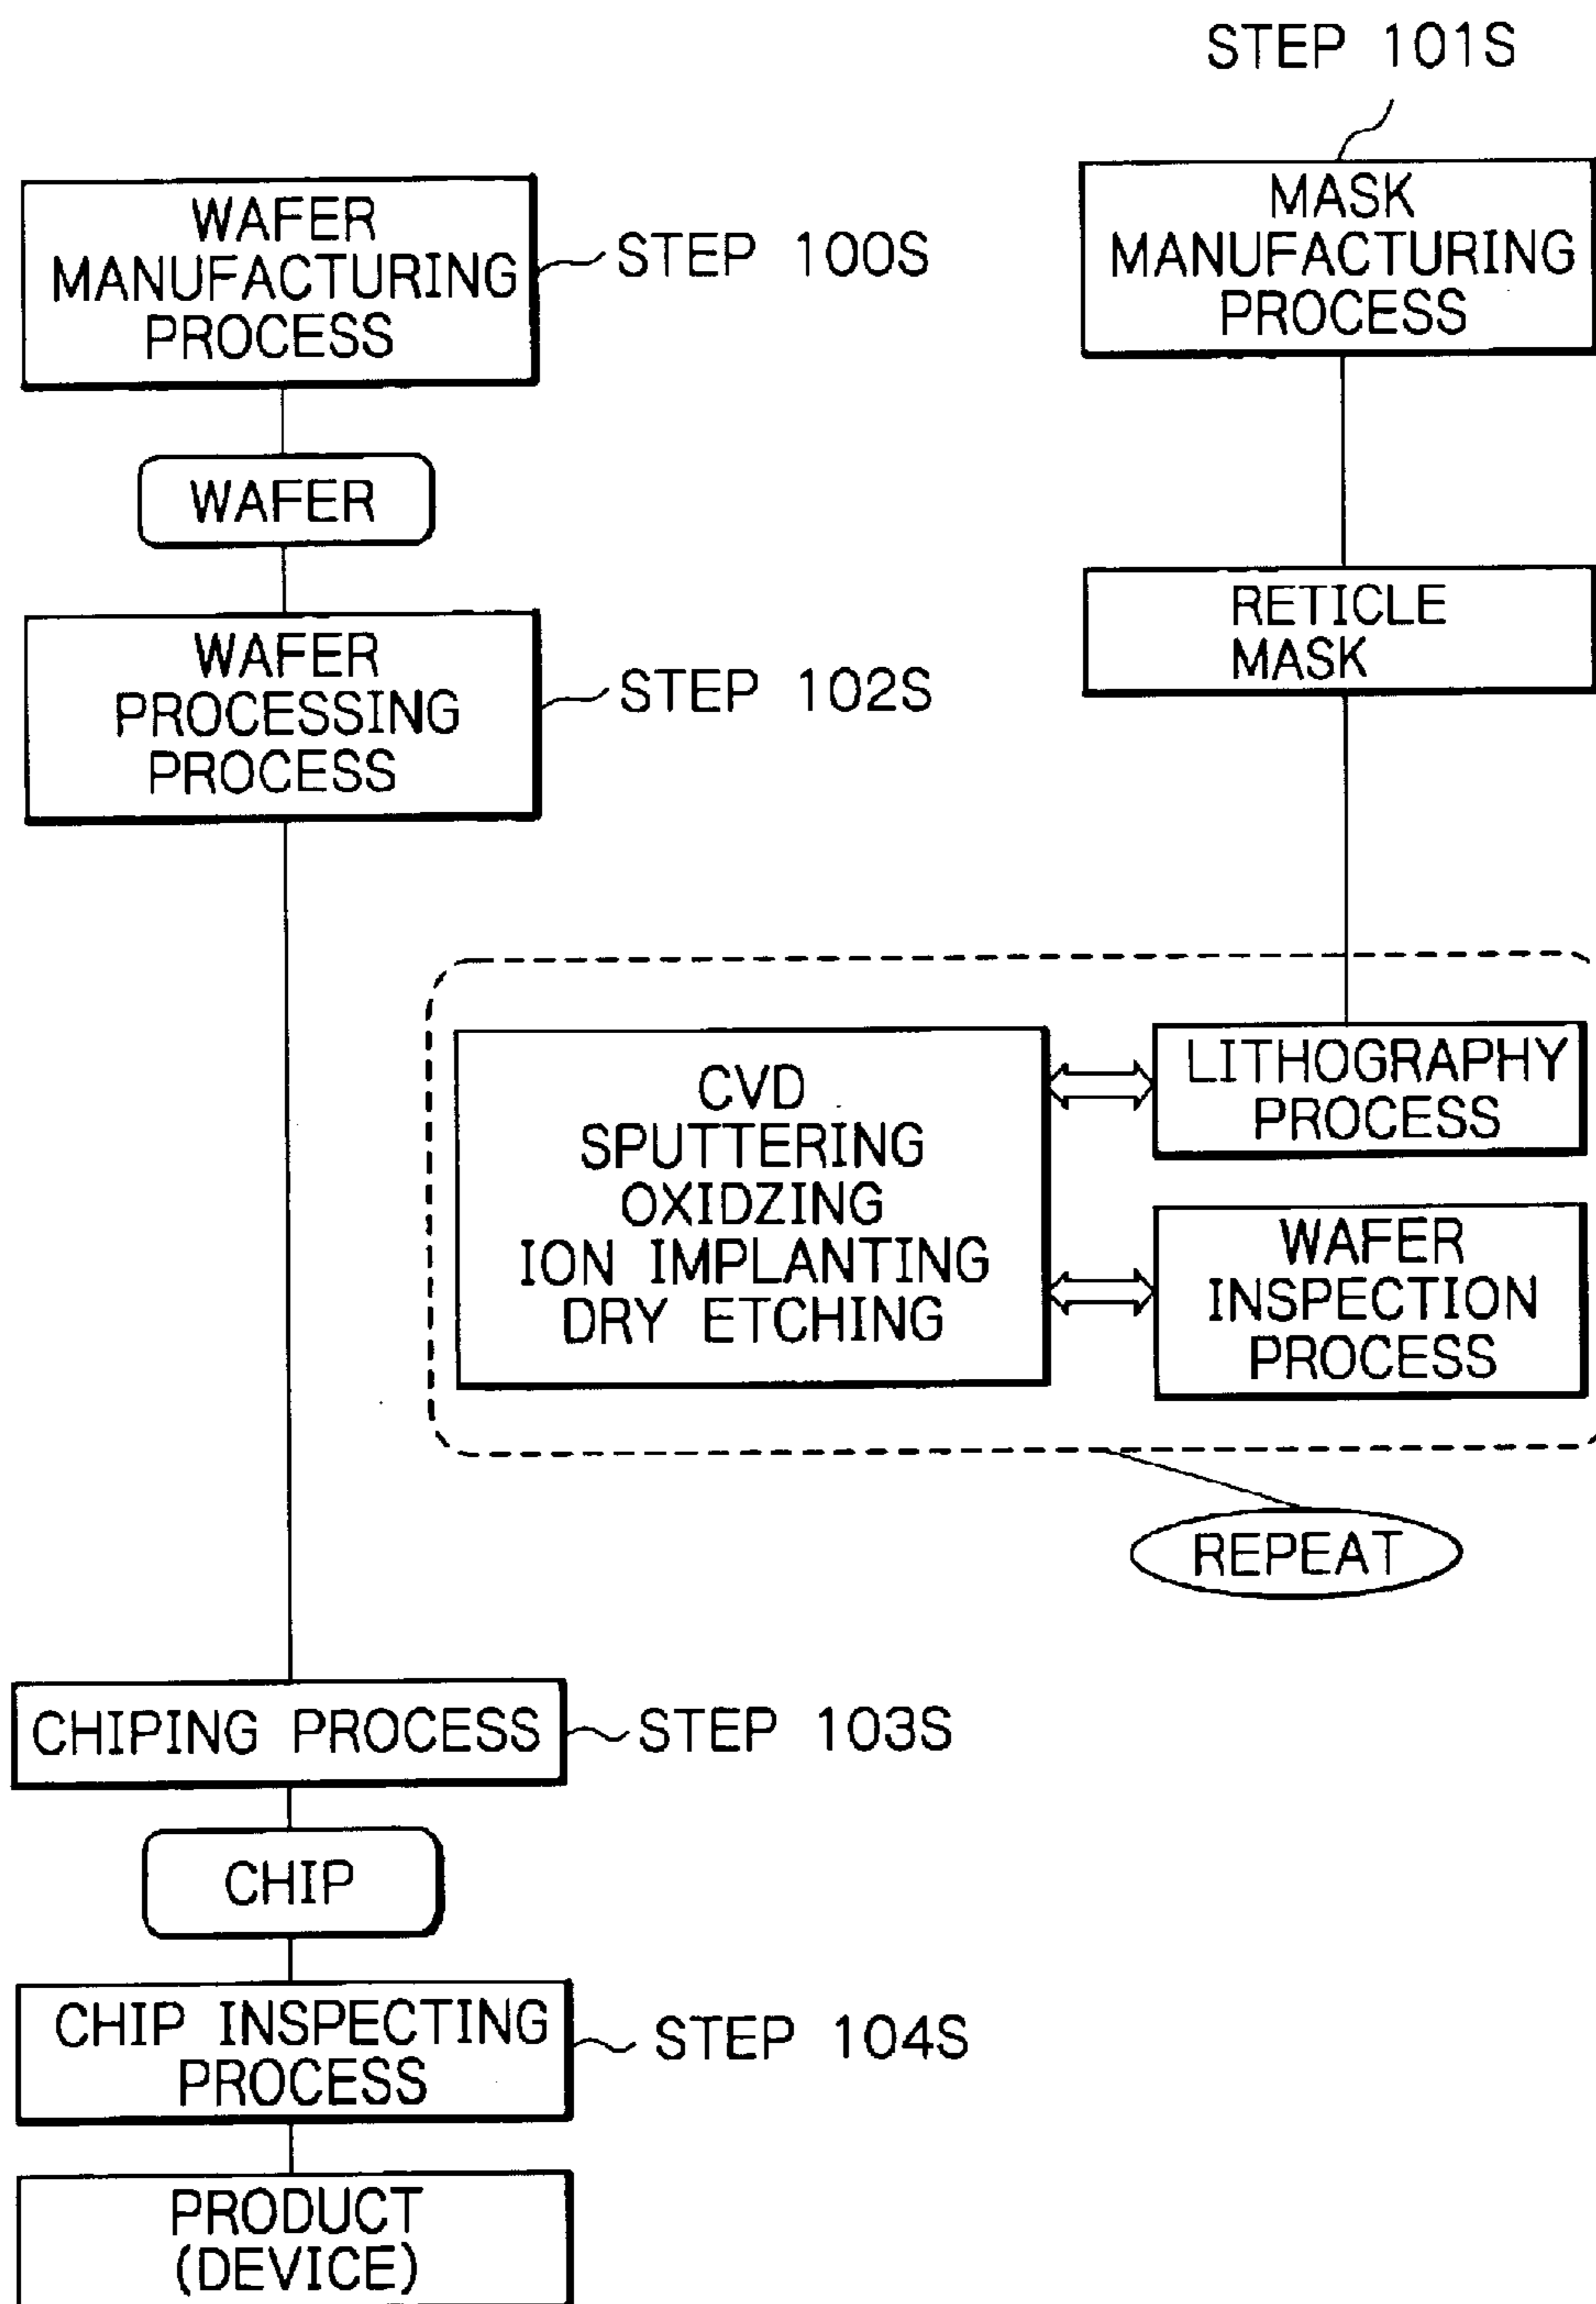 STEP 101S
WAFER
MANUFACTURING
PROCESS
STEP 100S
MASK
MANUFACTURING
PROCESS
WAFER
RETICLE
MASK
WAFER
PROCESSING
PROCESS
STEP 102S
CVD
SPUTTERING
OXIDZING
ION IMPLANTING
DRY ETCHING
LITHOGRAPHY
PROCESS
WAFER
INSPECTION
PROCESS
REPEAT
CHIPING PROCESS
STEP 103S
CHIP
CHIP INSPECTING
PROCESS
STEP 104S
PRODUCT
(DEVICE)